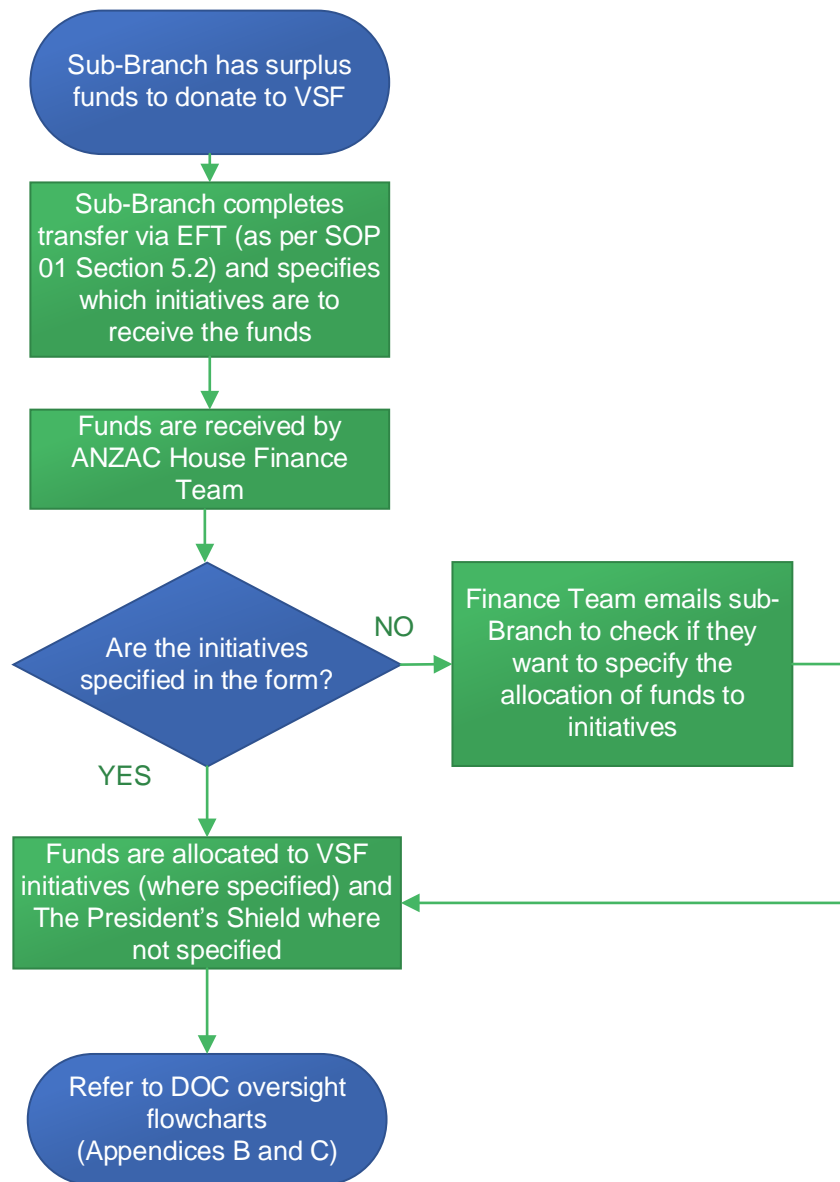 Sub-Branch has surplus
funds to donate to VSF
Sub-Branch completes
transfer via EFT (as per SOP
01 Section 5.2) and specifies
which initiatives are to
receive the funds
Funds are received by
ANZAC House Finance
Team
Are the initiatives
specified in the form?
NO
Finance Team emails sub-
Branch to check if they
want to specify the
allocation of funds to
initiatives
YES
Funds are allocated to VSF
initiatives (where specified) and
The President’s Shield where
not specified
Refer to DOC oversight
flowcharts
(Appendices B and C)